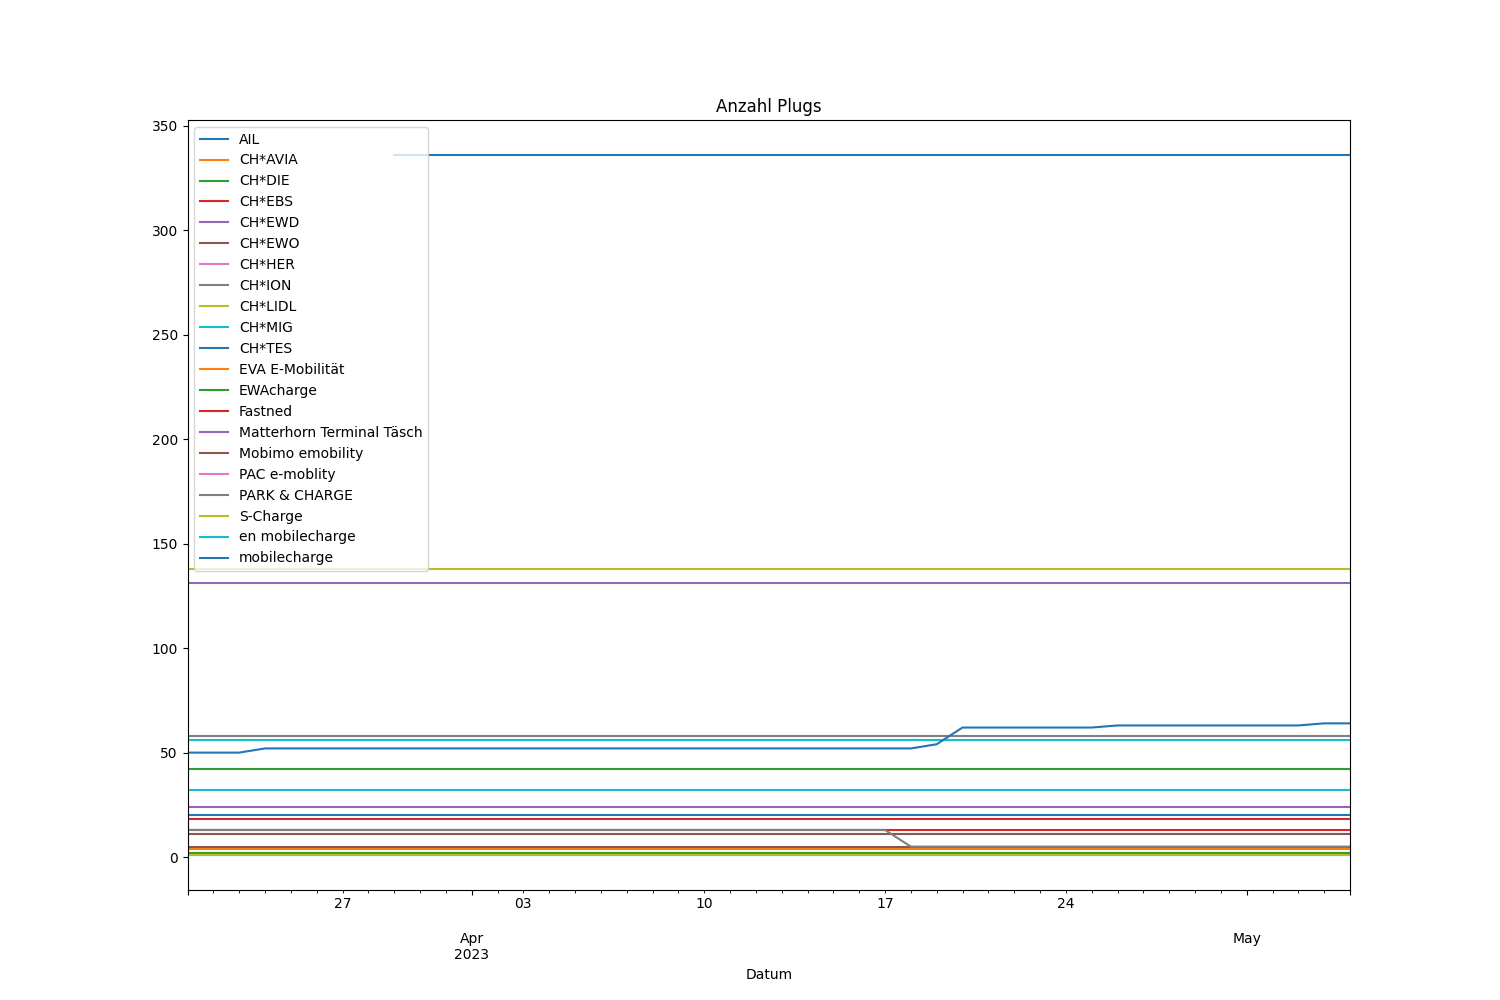 Anzahl Plugs
350
300
250
200
150
100
50
0
AIL
CH*AVIA
CH*DIE
CH*EBS
CH*EWD
CH*EWO
CH*HER
CH*ION
CH*LIDL
CH*MIG
CH*TES
EVA E-Mobilität
EWAcharge
Fastned
Matterhorn Terminal Täsch
Mobimo emobility
PAC e-moblity
PARK & CHARGE
S-Charge
en mobilecharge
mobilecharge
27 03 10 17 24
Apr May
2023
Datum